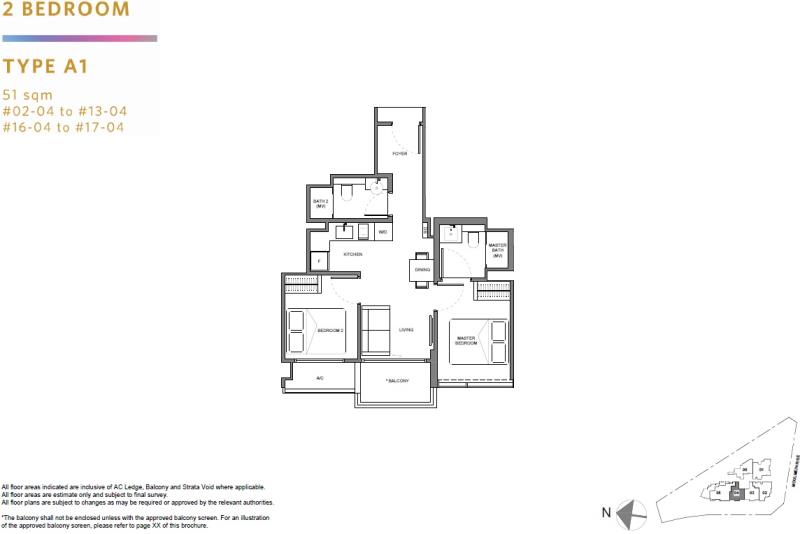 2 BEDROOM
TYPE A1
51 sqm
#02-04 to #13-04
#16-04 to #17-04
FOYER
BATH 2
(MV)
W/D
KITCHEN
F
DINING
MASTER
BATH
(MV)
BEDROOM 2
LIVING
MASTER
BEDROOM
A/C
* BALCONY
All floor areas indicated are inclusive of AC Ledge, Balcony and Strata Void where applicable.
All floor areas are estimate only and subject to final survey.
All floor plans are subject to changes as may be required or approved by the relevant authorities.
*The balcony shall not be enclosed unless with the approved balcony screen. For an illustration
of the approved balcony screen, please refer to page XX of this brochure.
N